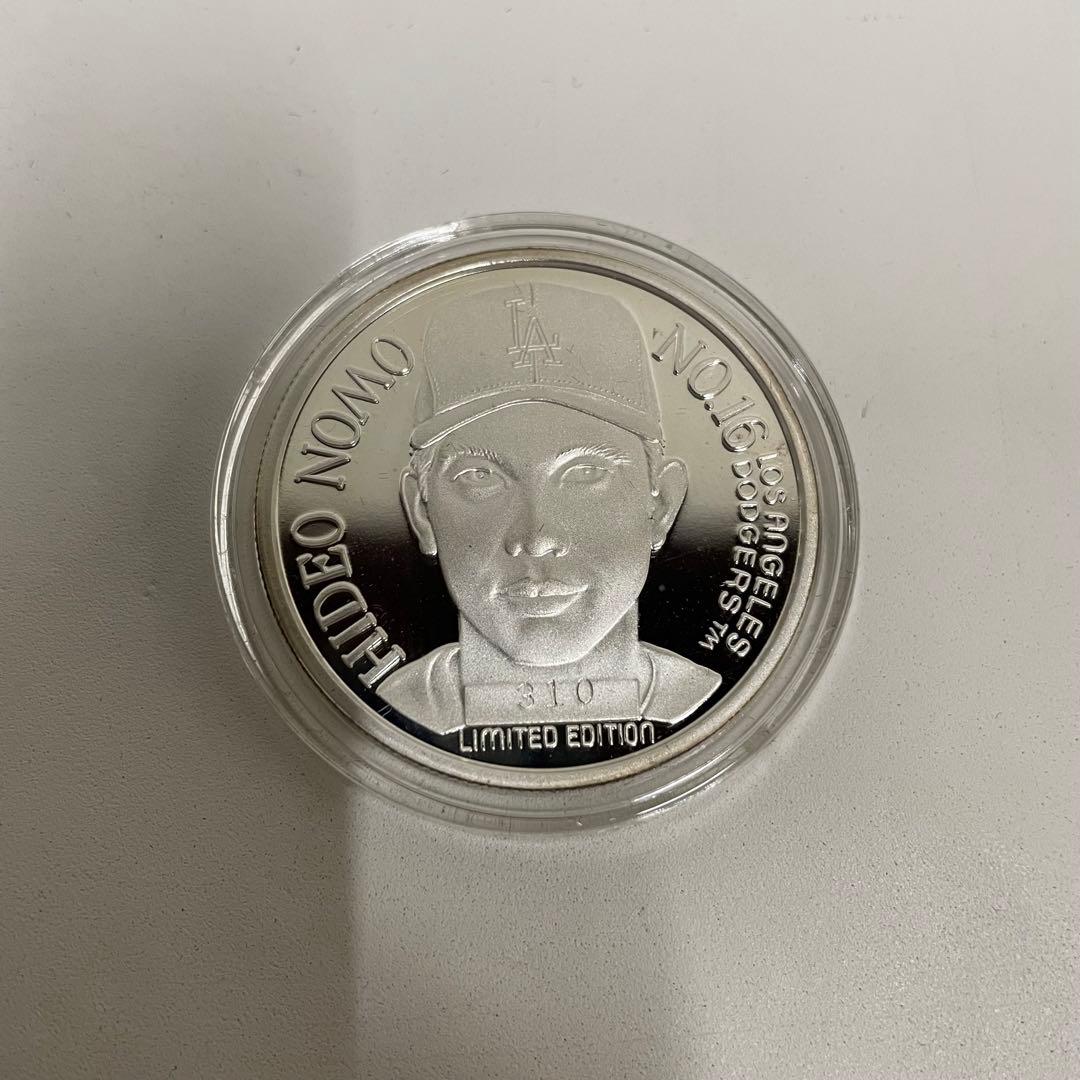 HIDEO NOMO
LA
NO.16
LOS ANGELES
DODGERS TM
310
LIMITED EDITION